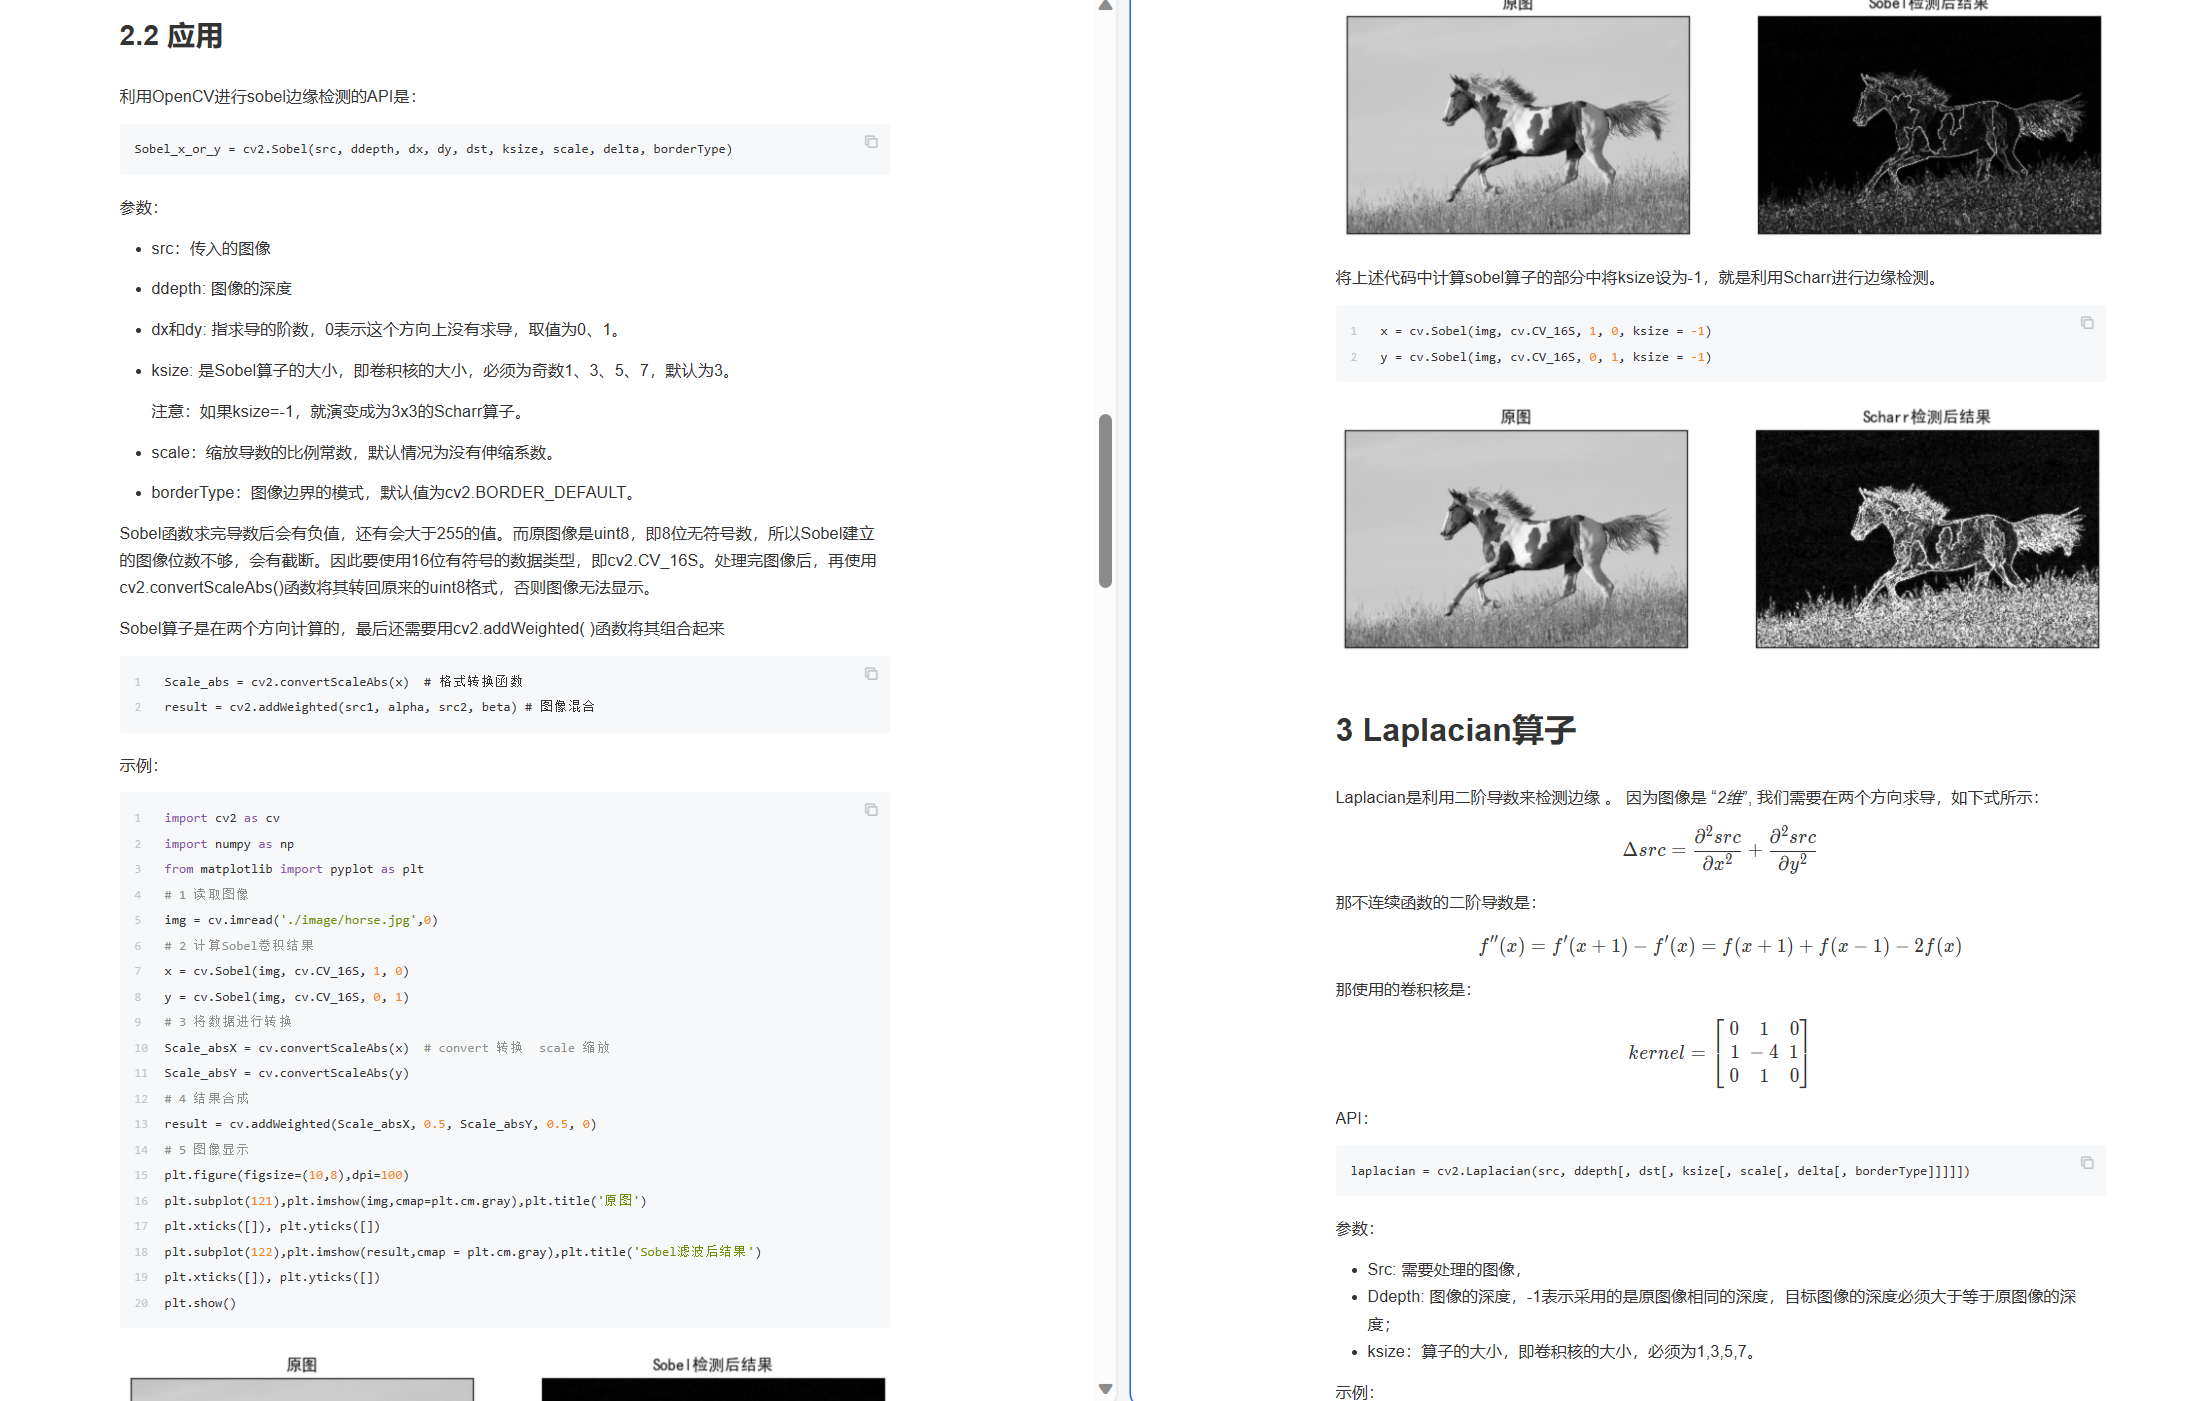 2.2 应用
利用OpenCV进行sobel边缘检测的API是：
Sobel_x_or_y = cv2.Sobel(src, ddepth, dx, dy, dst, ksize, scale, delta, borderType)
参数：
• src：传入的图像
• ddepth: 图像的深度
• dx和dy: 指求导的阶数，0表示这个方向上没有求导，取值为0、1。
• ksize: 是Sobel算子的大小，即卷积核的大小，必须为奇数1、3、5、7，默认为3。
注意：如果ksize=-1，就演变成为3x3的Scharr算子。
• scale：缩放导数的比例常数，默认情况为没有伸缩系数。
• borderType：图像边界的模式，默认值为cv2.BORDER_DEFAULT。
Sobel函数求完导数后会有负值，还有会大于255的值。而原图像是uint8，即8位无符号数，所以Sobel建立
的图像位数不够，会有截断。因此要使用16位有符号的数据类型，即cv2.CV_16S。处理完图像后，再使用
cv2.convertScaleAbs()函数将其转回原来的uint8格式，否则图像无法显示。
Sobel算子是在两个方向计算的，最后还需要用cv2.addWeighted( )函数将其组合起来
1 Scale_abs = cv2.convertScaleAbs(x)  # 格式转换函数
2 result = cv2.addWeighted(src1, alpha, src2, beta) # 图像混合
示例：
1 import cv2 as cv
2 import numpy as np
3 from matplotlib import pyplot as plt
4 # 1 读取图像
5 img = cv.imread('./image/horse.jpg',0)
6 # 2 计算Sobel卷积结果
7 x = cv.Sobel(img, cv.CV_16S, 1, 0)
8 y = cv.Sobel(img, cv.CV_16S, 0, 1)
9 # 3 将数据进行转换
10 Scale_absX = cv.convertScaleAbs(x)  # convert 转换  scale 缩放
11 Scale_absY = cv.convertScaleAbs(y)
12 # 4 结果合成
13 result = cv.addWeighted(Scale_absX, 0.5, Scale_absY, 0.5, 0)
14 # 5 图像显示
15 plt.figure(figsize=(10,8),dpi=100)
16 plt.subplot(121),plt.imshow(img,cmap=plt.cm.gray),plt.title('原图')
17 plt.xticks([]), plt.yticks([])
18 plt.subplot(122),plt.imshow(result,cmap = plt.cm.gray),plt.title('Sobel滤波后结果')
19 plt.xticks([]), plt.yticks([])
20 plt.show()
原图 Sobel检测后结果
原图 Sobel检测后结果
将上述代码中计算sobel算子的部分中将ksize设为-1，就是利用Scharr进行边缘检测。
1 x = cv.Sobel(img, cv.CV_16S, 1, 0, ksize = -1)
2 y = cv.Sobel(img, cv.CV_16S, 0, 1, ksize = -1)
原图 Scharr检测后结果
3 Laplacian算子
Laplacian是利用二阶导数来检测边缘 。 因为图像是 “2维”, 我们需要在两个方向求导，如下式所示：
Δsrc = ∂²src/∂x² + ∂²src/∂y²
那不连续函数的二阶导数是：
f''(x) = f'(x + 1) − f'(x) = f(x + 1) + f(x − 1) − 2f(x)
那使用的卷积核是：
0 1 0
kernel = 1 −4 1
0 1 0
API：
laplacian = cv2.Laplacian(src, ddepth[, dst[, ksize[, scale[, delta[, borderType]]]]])
参数：
• Src: 需要处理的图像，
• Ddepth: 图像的深度，-1表示采用的是原图像相同的深度，目标图像的深度必须大于等于原图像的深
度；
• ksize：算子的大小，即卷积核的大小，必须为1,3,5,7。
示例：